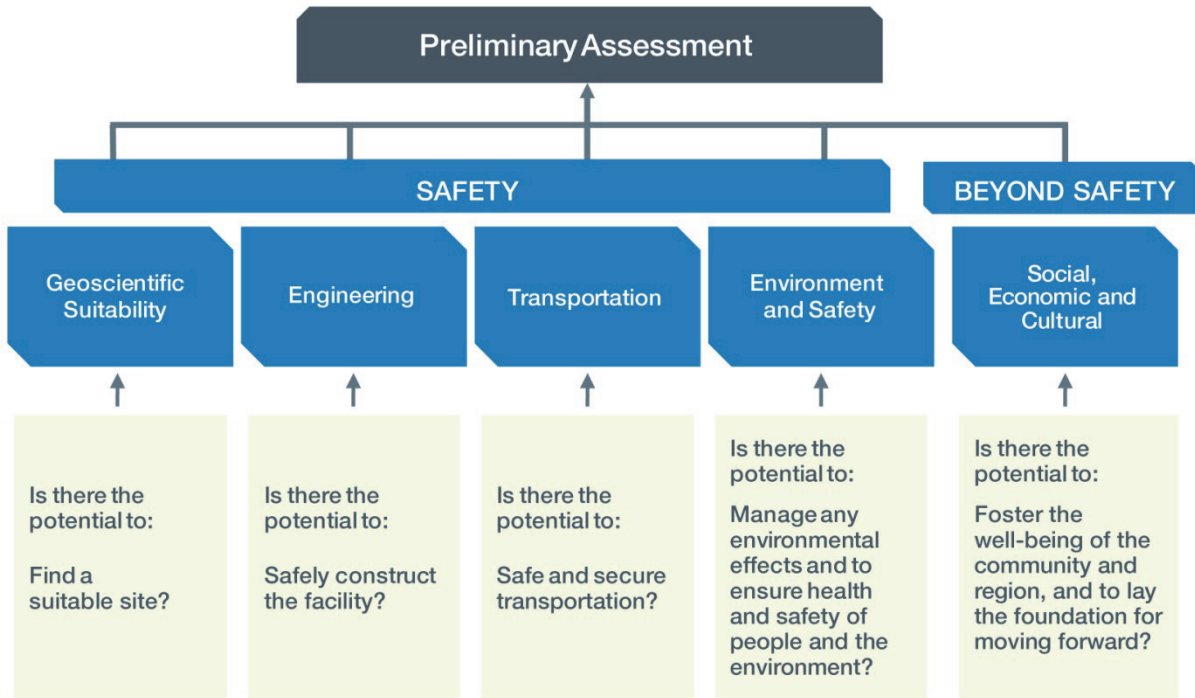 Preliminary Assessment
SAFETY
BEYOND SAFETY
Geoscientific
Suitability
Engineering
Transportation
Environment
and Safety
Social,
Economic and
Cultural
Is there the
potential to:
Find a
suitable site?
Is there the
potential to:
Safely construct
the facility?
Is there the
potential to:
Safe and secure
transportation?
Is there the
potential to:
Manage any
environmental
effects and to
ensure health
and safety of
people and the
environment?
Is there the
potential to:
Foster the
well-being of the
community and
region, and to lay
the foundation for
moving forward?